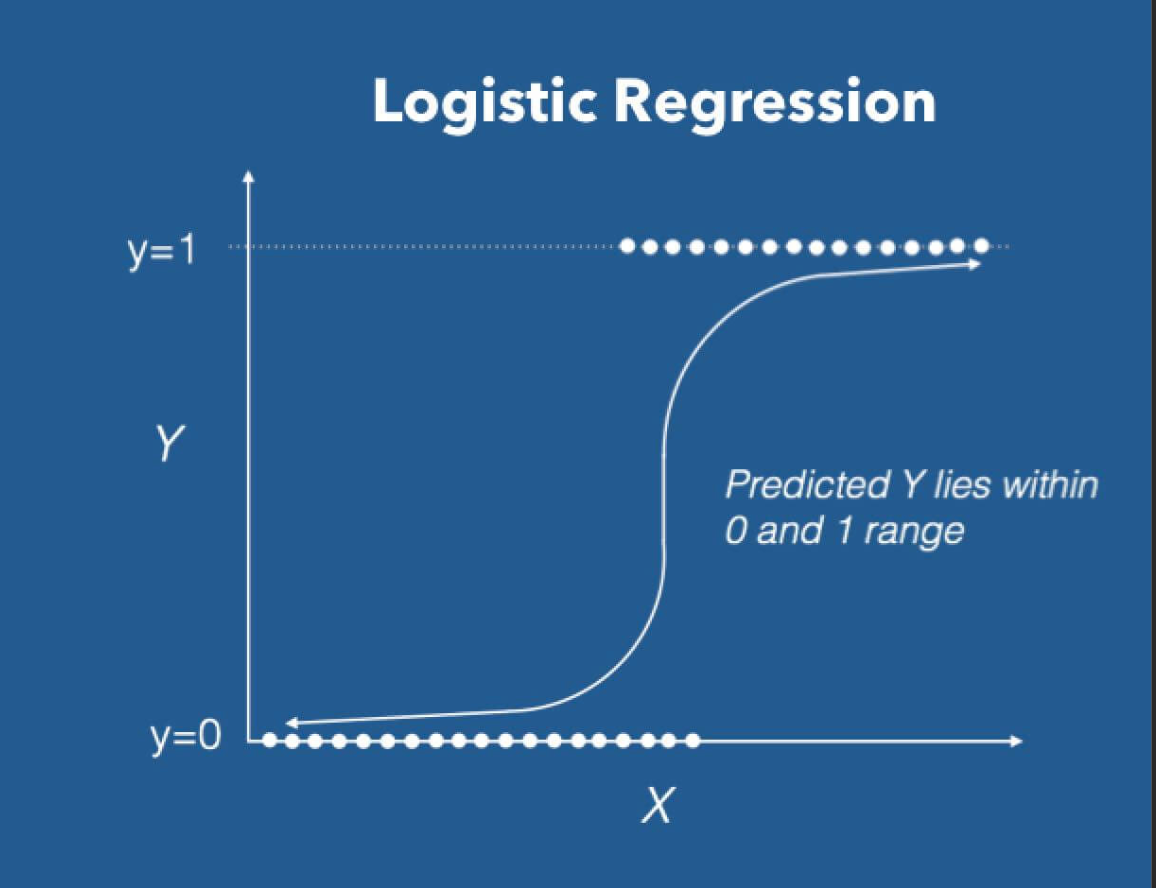 Logistic Regression
y=1
Y
Predicted Y lies within
0 and 1 range
y=0
X